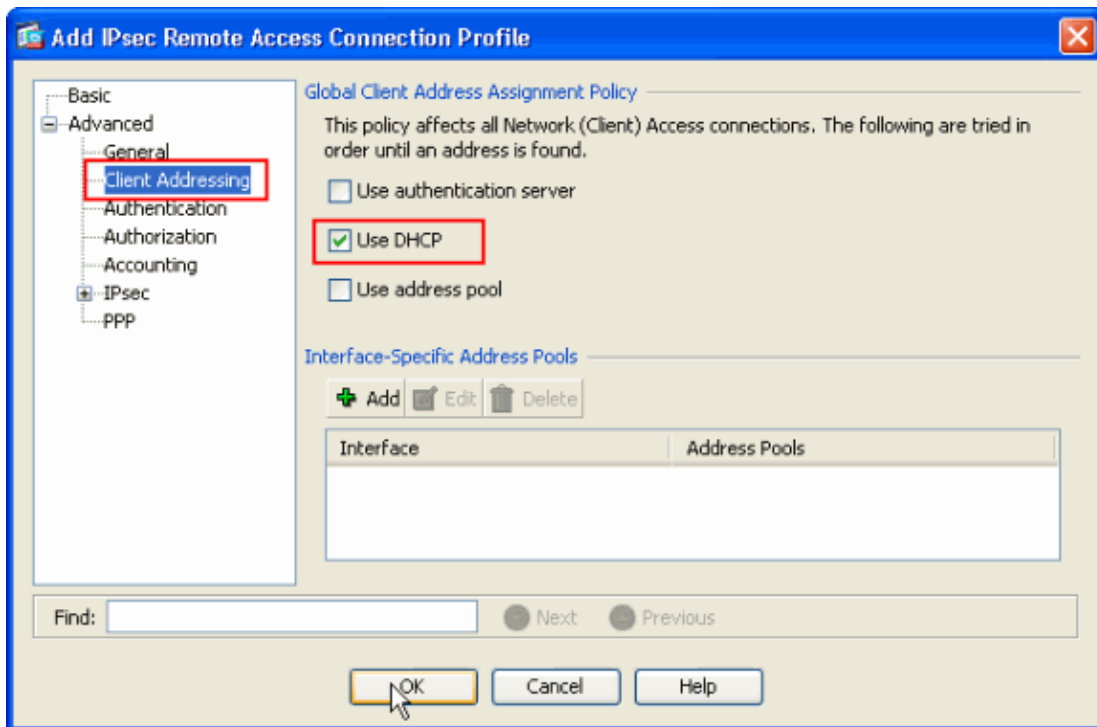 Add IPsec Remote Access Connection Profile
Basic
Advanced
General
Client Addressing
Authentication
Authorization
Accounting
IPsec
PPP
Global Client Address Assignment Policy
This policy affects all Network (Client) Access connections. The following are tried in
order until an address is found.
Use authentication server
Use DHCP
Use address pool
Interface-Specific Address Pools
Add Edit Delete
Interface Address Pools
Find: Next Previous
OK Cancel Help